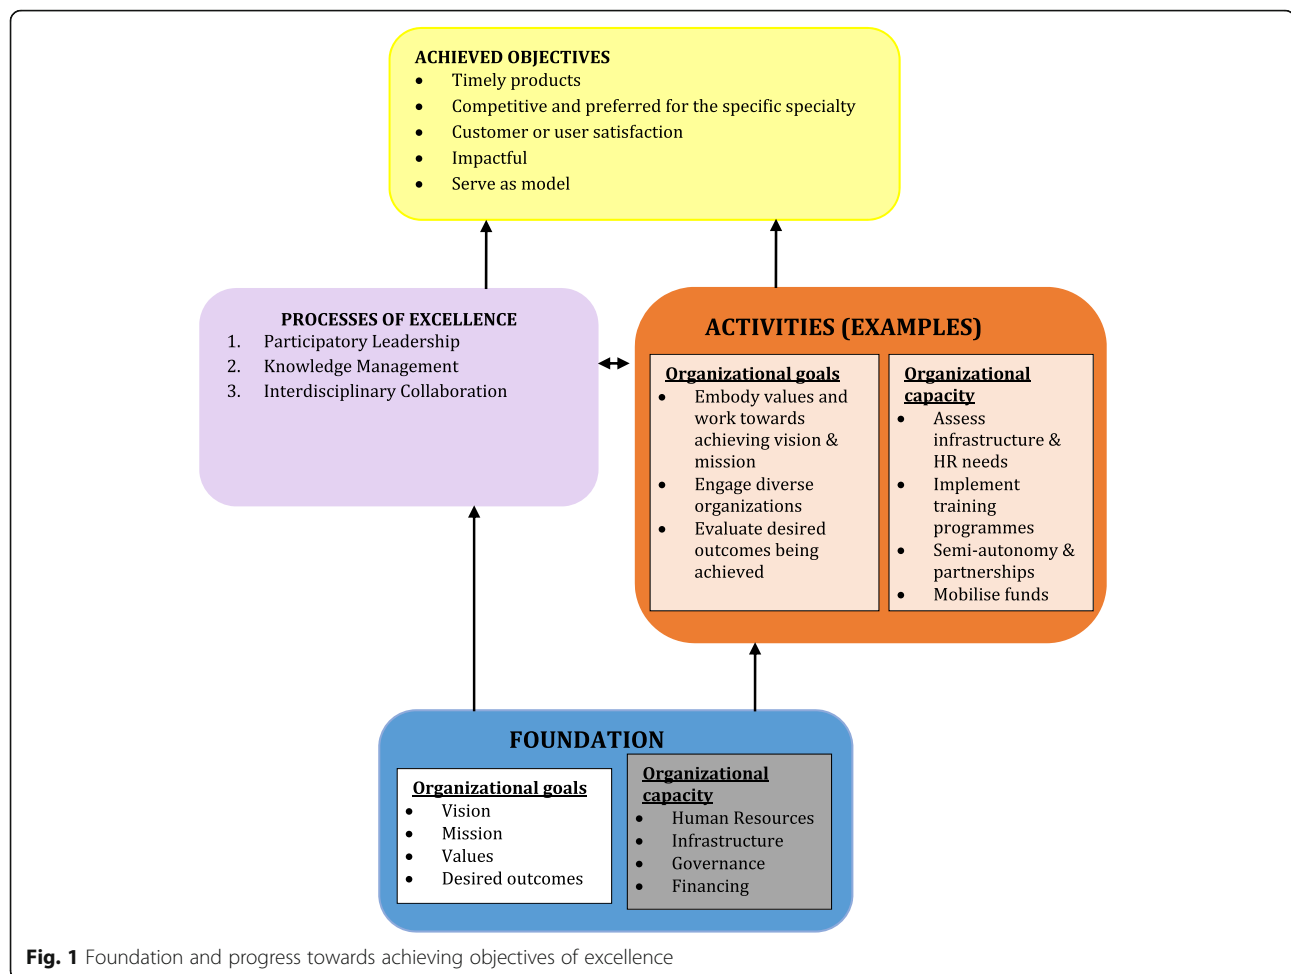 ACHIEVED OBJECTIVES
• Timely products
• Competitive and preferred for the specific specialty
• Customer or user satisfaction
• Impactful
• Serve as model
PROCESSES OF EXCELLENCE
1. Participatory Leadership
2. Knowledge Management
3. Interdisciplinary Collaboration
ACTIVITIES (EXAMPLES)
Organizational goals
• Embody values and
work towards
achieving vision &
mission
• Engage diverse
organizations
• Evaluate desired
outcomes being
achieved
Organizational
capacity
• Assess
infrastructure &
HR needs
• Implement
training
programmes
• Semi-autonomy &
partnerships
• Mobilise funds
FOUNDATION
Organizational goals
• Vision
• Mission
• Values
• Desired outcomes
Organizational
capacity
• Human Resources
• Infrastructure
• Governance
• Financing
Fig. 1 Foundation and progress towards achieving objectives of excellence